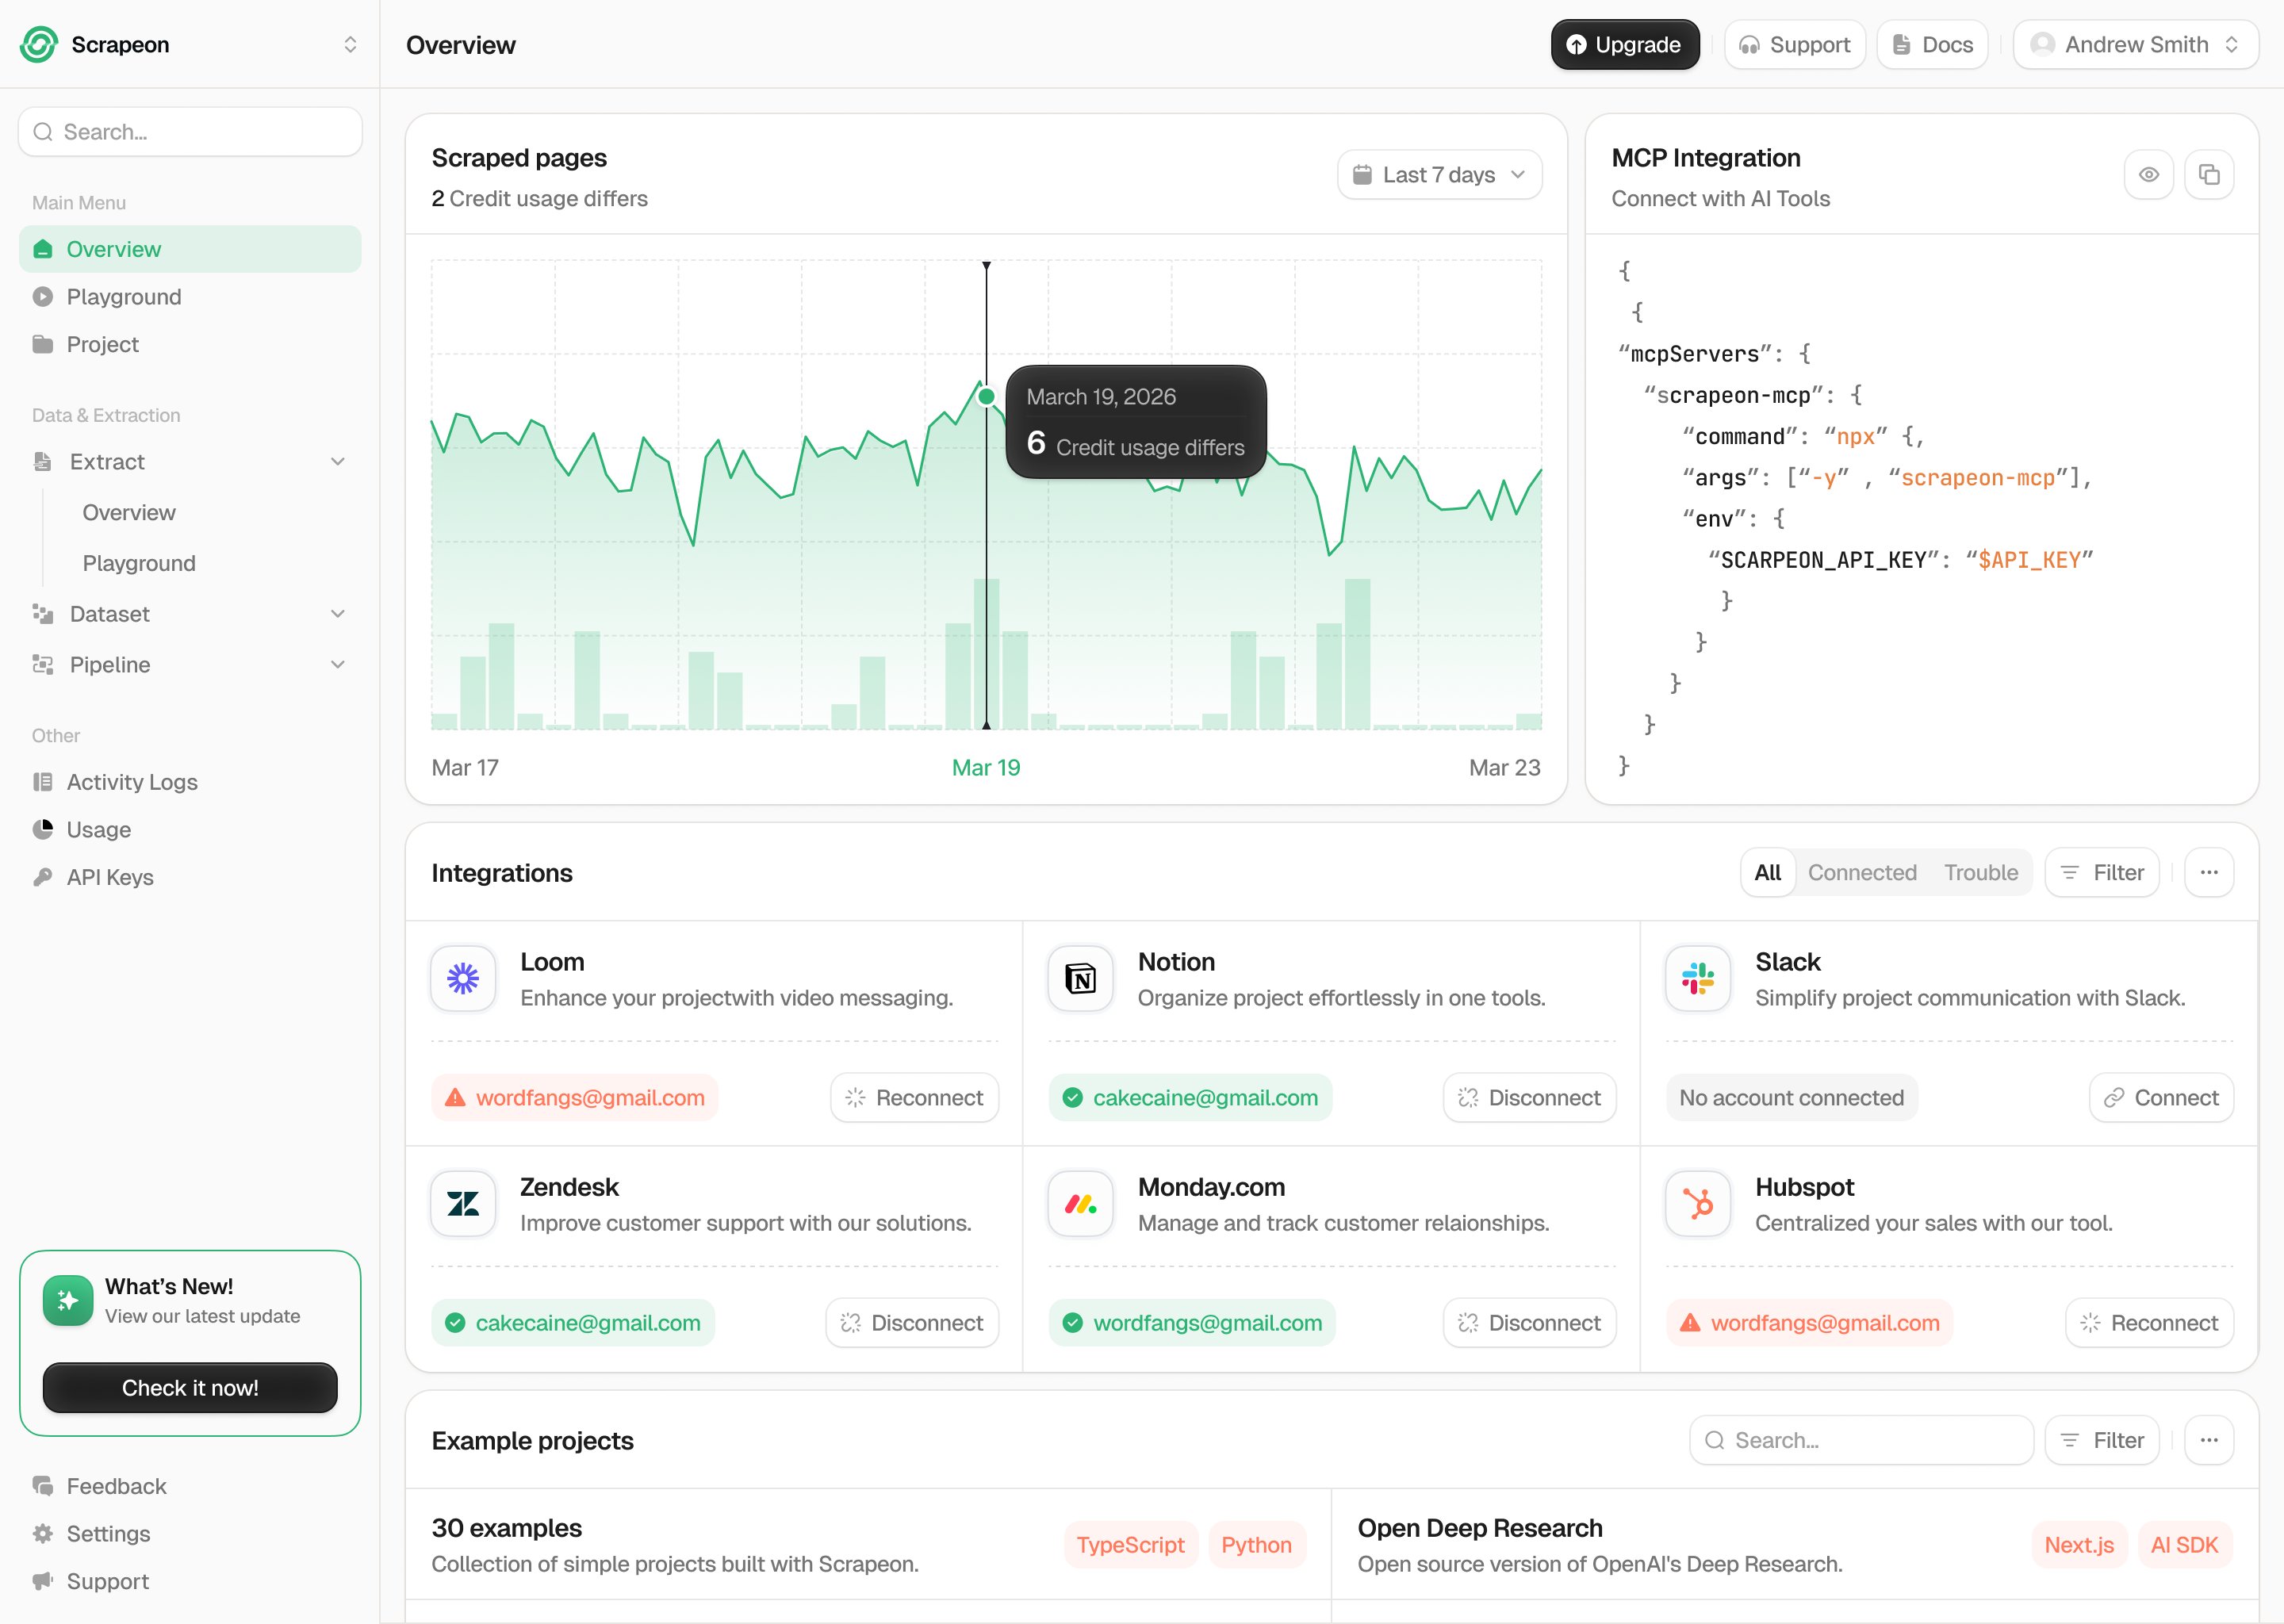 Scrapeon
Search...
Main Menu
Overview
Playground
Project
Data & Extraction
Extract
Overview
Playground
Dataset
Pipeline
Other
Activity Logs
Usage
API Keys
What’s New!
View our latest update
Check it now!
Feedback
Settings
Support
Overview
Upgrade
Support
Docs
Andrew Smith
Scraped pages
2 Credit usage differs
Last 7 days
March 19, 2026
6 Credit usage differs
Mar 17
Mar 19
Mar 23
MCP Integration
Connect with AI Tools
{
{
“mcpServers”: {
“scrapeon-mcp”: {
“command”: “npx” {,
“args”: [“-y” , “scrapeon-mcp”],
“env”: {
“SCARPEON_API_KEY”: “$API_KEY”
}
}
}
}
}
Integrations
All
Connected
Trouble
Filter
Loom
Enhance your projectwith video messaging.
wordfangs@gmail.com
Reconnect
Notion
Organize project effortlessly in one tools.
cakecaine@gmail.com
Disconnect
Slack
Simplify project communication with Slack.
No account connected
Connect
Zendesk
Improve customer support with our solutions.
cakecaine@gmail.com
Disconnect
Monday.com
Manage and track customer relaionships.
wordfangs@gmail.com
Disconnect
Hubspot
Centralized your sales with our tool.
wordfangs@gmail.com
Reconnect
Example projects
Search...
Filter
30 examples
Collection of simple projects built with Scrapeon.
TypeScript
Python
Open Deep Research
Open source version of OpenAI's Deep Research.
Next.js
AI SDK